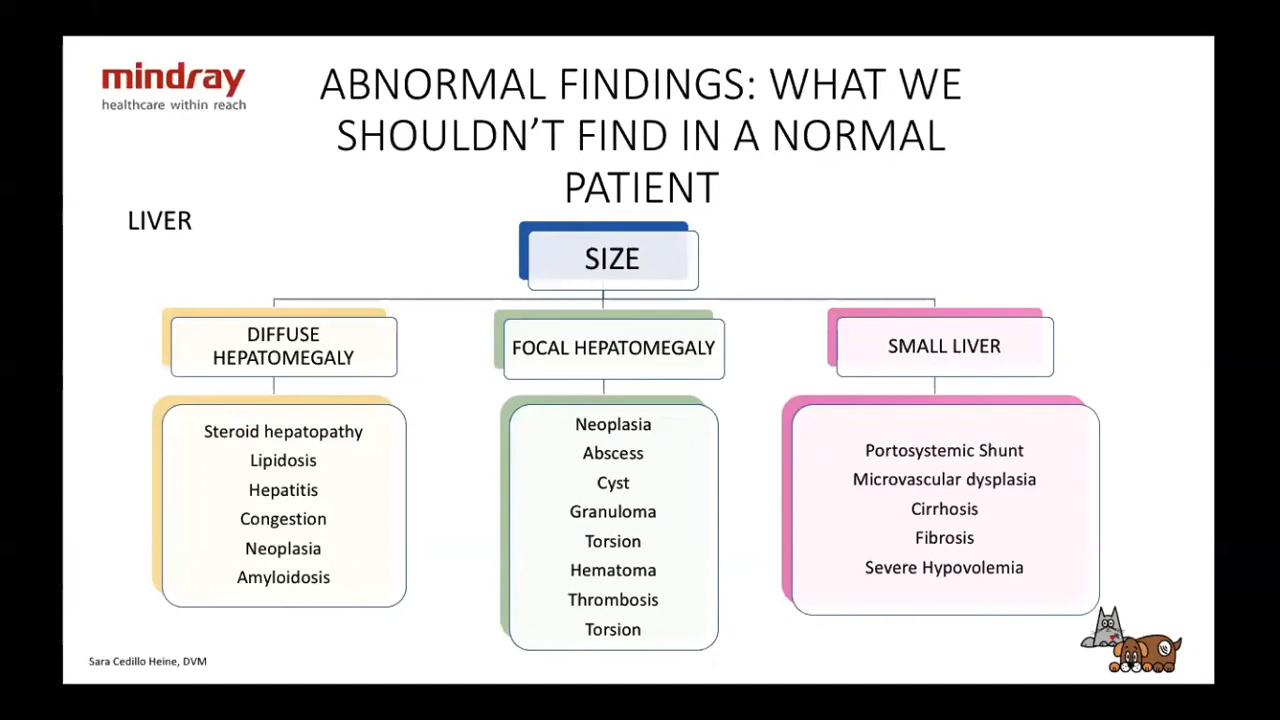 mindray
healthcare within reach
ABNORMAL FINDINGS: WHAT WE
SHOULDN'T FIND IN A NORMAL
PATIENT
LIVER
SIZE
DIFFUSE
HEPATOMEGALY
Steroid hepatopathy
Lipidosis
Hepatitis
Congestion
Neoplasia
Amyloidosis
FOCAL HEPATOMEGALY
Neoplasia
Abscess
Cyst
Granuloma
Torsion
Hematoma
Thrombosis
Torsion
SMALL LIVER
Portosystemic Shunt
Microvascular dysplasia
Cirrhosis
Fibrosis
Severe Hypovolemia
Sara Cedillo Heine, DVM